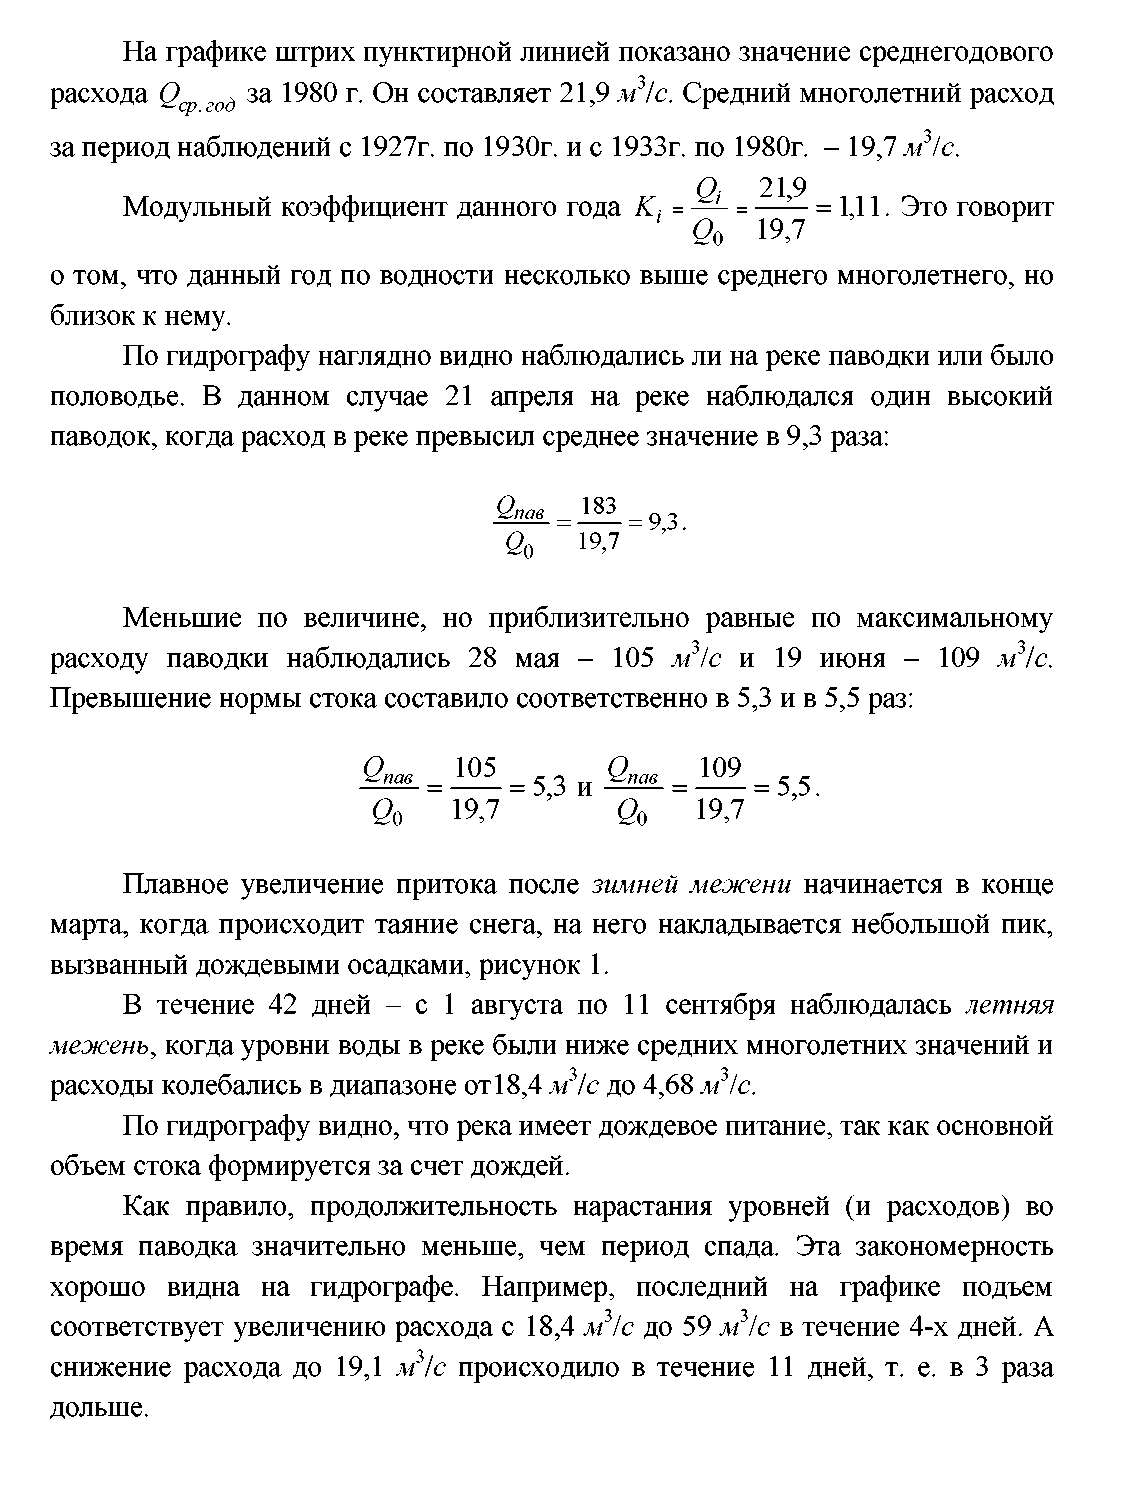 На графике штрих пунктирной линией показано значение среднегодового
расхода Qср.год за 1980 г. Он составляет 21,9 м³/с. Средний многолетний расход
за период наблюдений с 1927г. по 1930г. и с 1933г. по 1980г. – 19,7 м³/с.
Модульный коэффициент данного года Ki = Qi/Q0 = 21,9/19,7 = 1,11. Это говорит
о том, что данный год по водности несколько выше среднего многолетнего, но
близок к нему.
По гидрографу наглядно видно наблюдались ли на реке паводки или было
половодье. В данном случае 21 апреля на реке наблюдался один высокий
паводок, когда расход в реке превысил среднее значение в 9,3 раза:
Qпав/Q0 = 183/19,7 = 9,3.
Меньшие по величине, но приблизительно равные по максимальному
расходу паводки наблюдались 28 мая – 105 м³/с и 19 июня – 109 м³/с.
Превышение нормы стока составило соответственно в 5,3 и в 5,5 раз:
Qпав/Q0 = 105/19,7 = 5,3 и Qпав/Q0 = 109/19,7 = 5,5.
Плавное увеличение притока после зимней межени начинается в конце
марта, когда происходит таяние снега, на него накладывается небольшой пик,
вызванный дождевыми осадками, рисунок 1.
В течение 42 дней – с 1 августа по 11 сентября наблюдалась летняя
межень, когда уровни воды в реке были ниже средних многолетних значений и
расходы колебались в диапазоне от18,4 м³/с до 4,68 м³/с.
По гидрографу видно, что река имеет дождевое питание, так как основной
объем стока формируется за счет дождей.
Как правило, продолжительность нарастания уровней (и расходов) во
время паводка значительно меньше, чем период спада. Эта закономерность
хорошо видна на гидрографе. Например, последний на графике подъем
соответствует увеличению расхода с 18,4 м³/с до 59 м³/с в течение 4-х дней. А
снижение расхода до 19,1 м³/с происходило в течение 11 дней, т. е. в 3 раза
дольше.